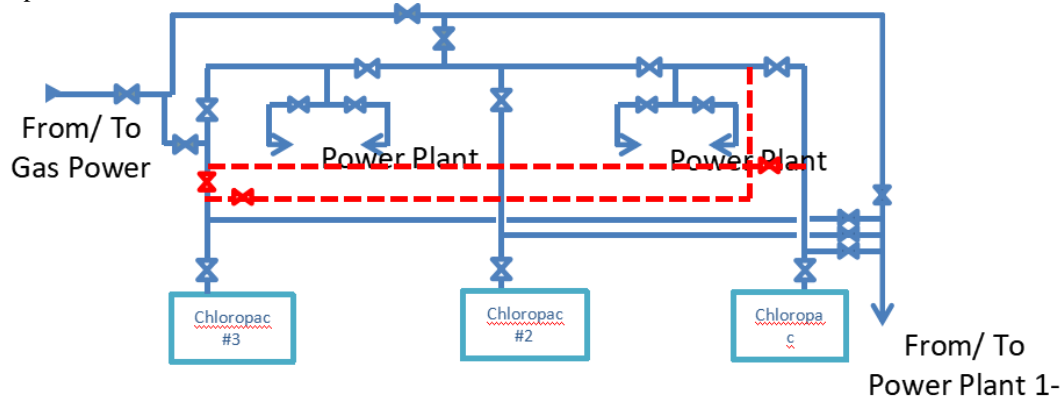 From/ To
Gas Power
Power Plant
Power Plant
Chloropac
#3
Chloropac
#2
Chloropa
c
From/ To
Power Plant 1-